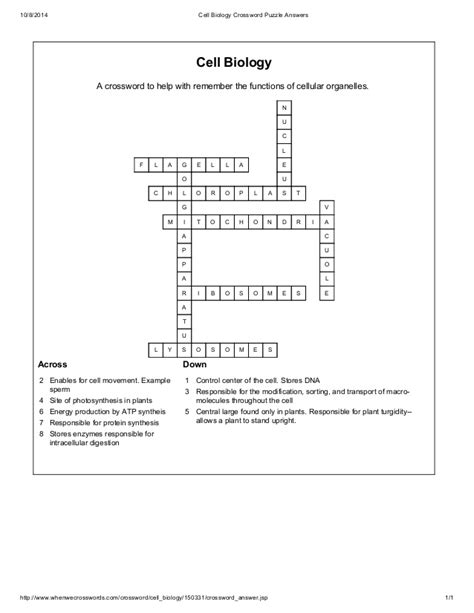 10/8/2014 Cell Biology Crossword Puzzle Answers
Cell Biology
A crossword to help with remember the functions of cellular organelles.
N
U
C
L
F L A G E L L A E
O U
C H L O R O P L A S T
G V
M I T O C H O N D R I A
A C
P U
P O
A L
R I B O S O M E S E
A
T
U
L Y S O S O M E S
Across
2 Enables for cell movement. Example
sperm
4 Site of photosynthesis in plants
6 Energy production by ATP syntheis
7 Responsible for protein synthesis
8 Stores enzymes responsible for
intracellular digestion
Down
1 Control center of the cell. Stores DNA
3 Responsible for the modification, sorting, and transport of macro-
molecules throughout the cell
5 Central large found only in plants. Responsible for plant turgidity--
allows a plant to stand upright.
http://www.whenwecrosswords.com/crossword/cell_biology/150331/crossword_answer.jsp 1/1